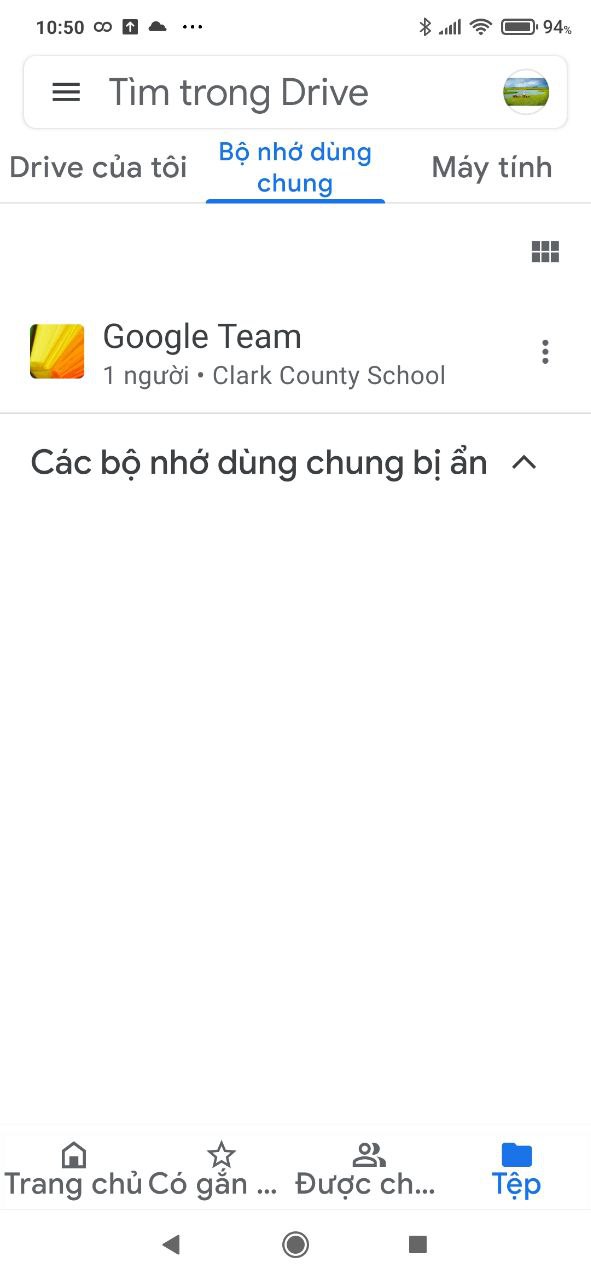 10:50
94%
Tìm trong Drive
Drive của tôi
Bộ nhớ dùng
chung
Máy tính
Google Team
1 người • Clark County School
Các bộ nhớ dùng chung bị ẩn
Trang chủ
Có gắn ...
Được ch...
Tệp